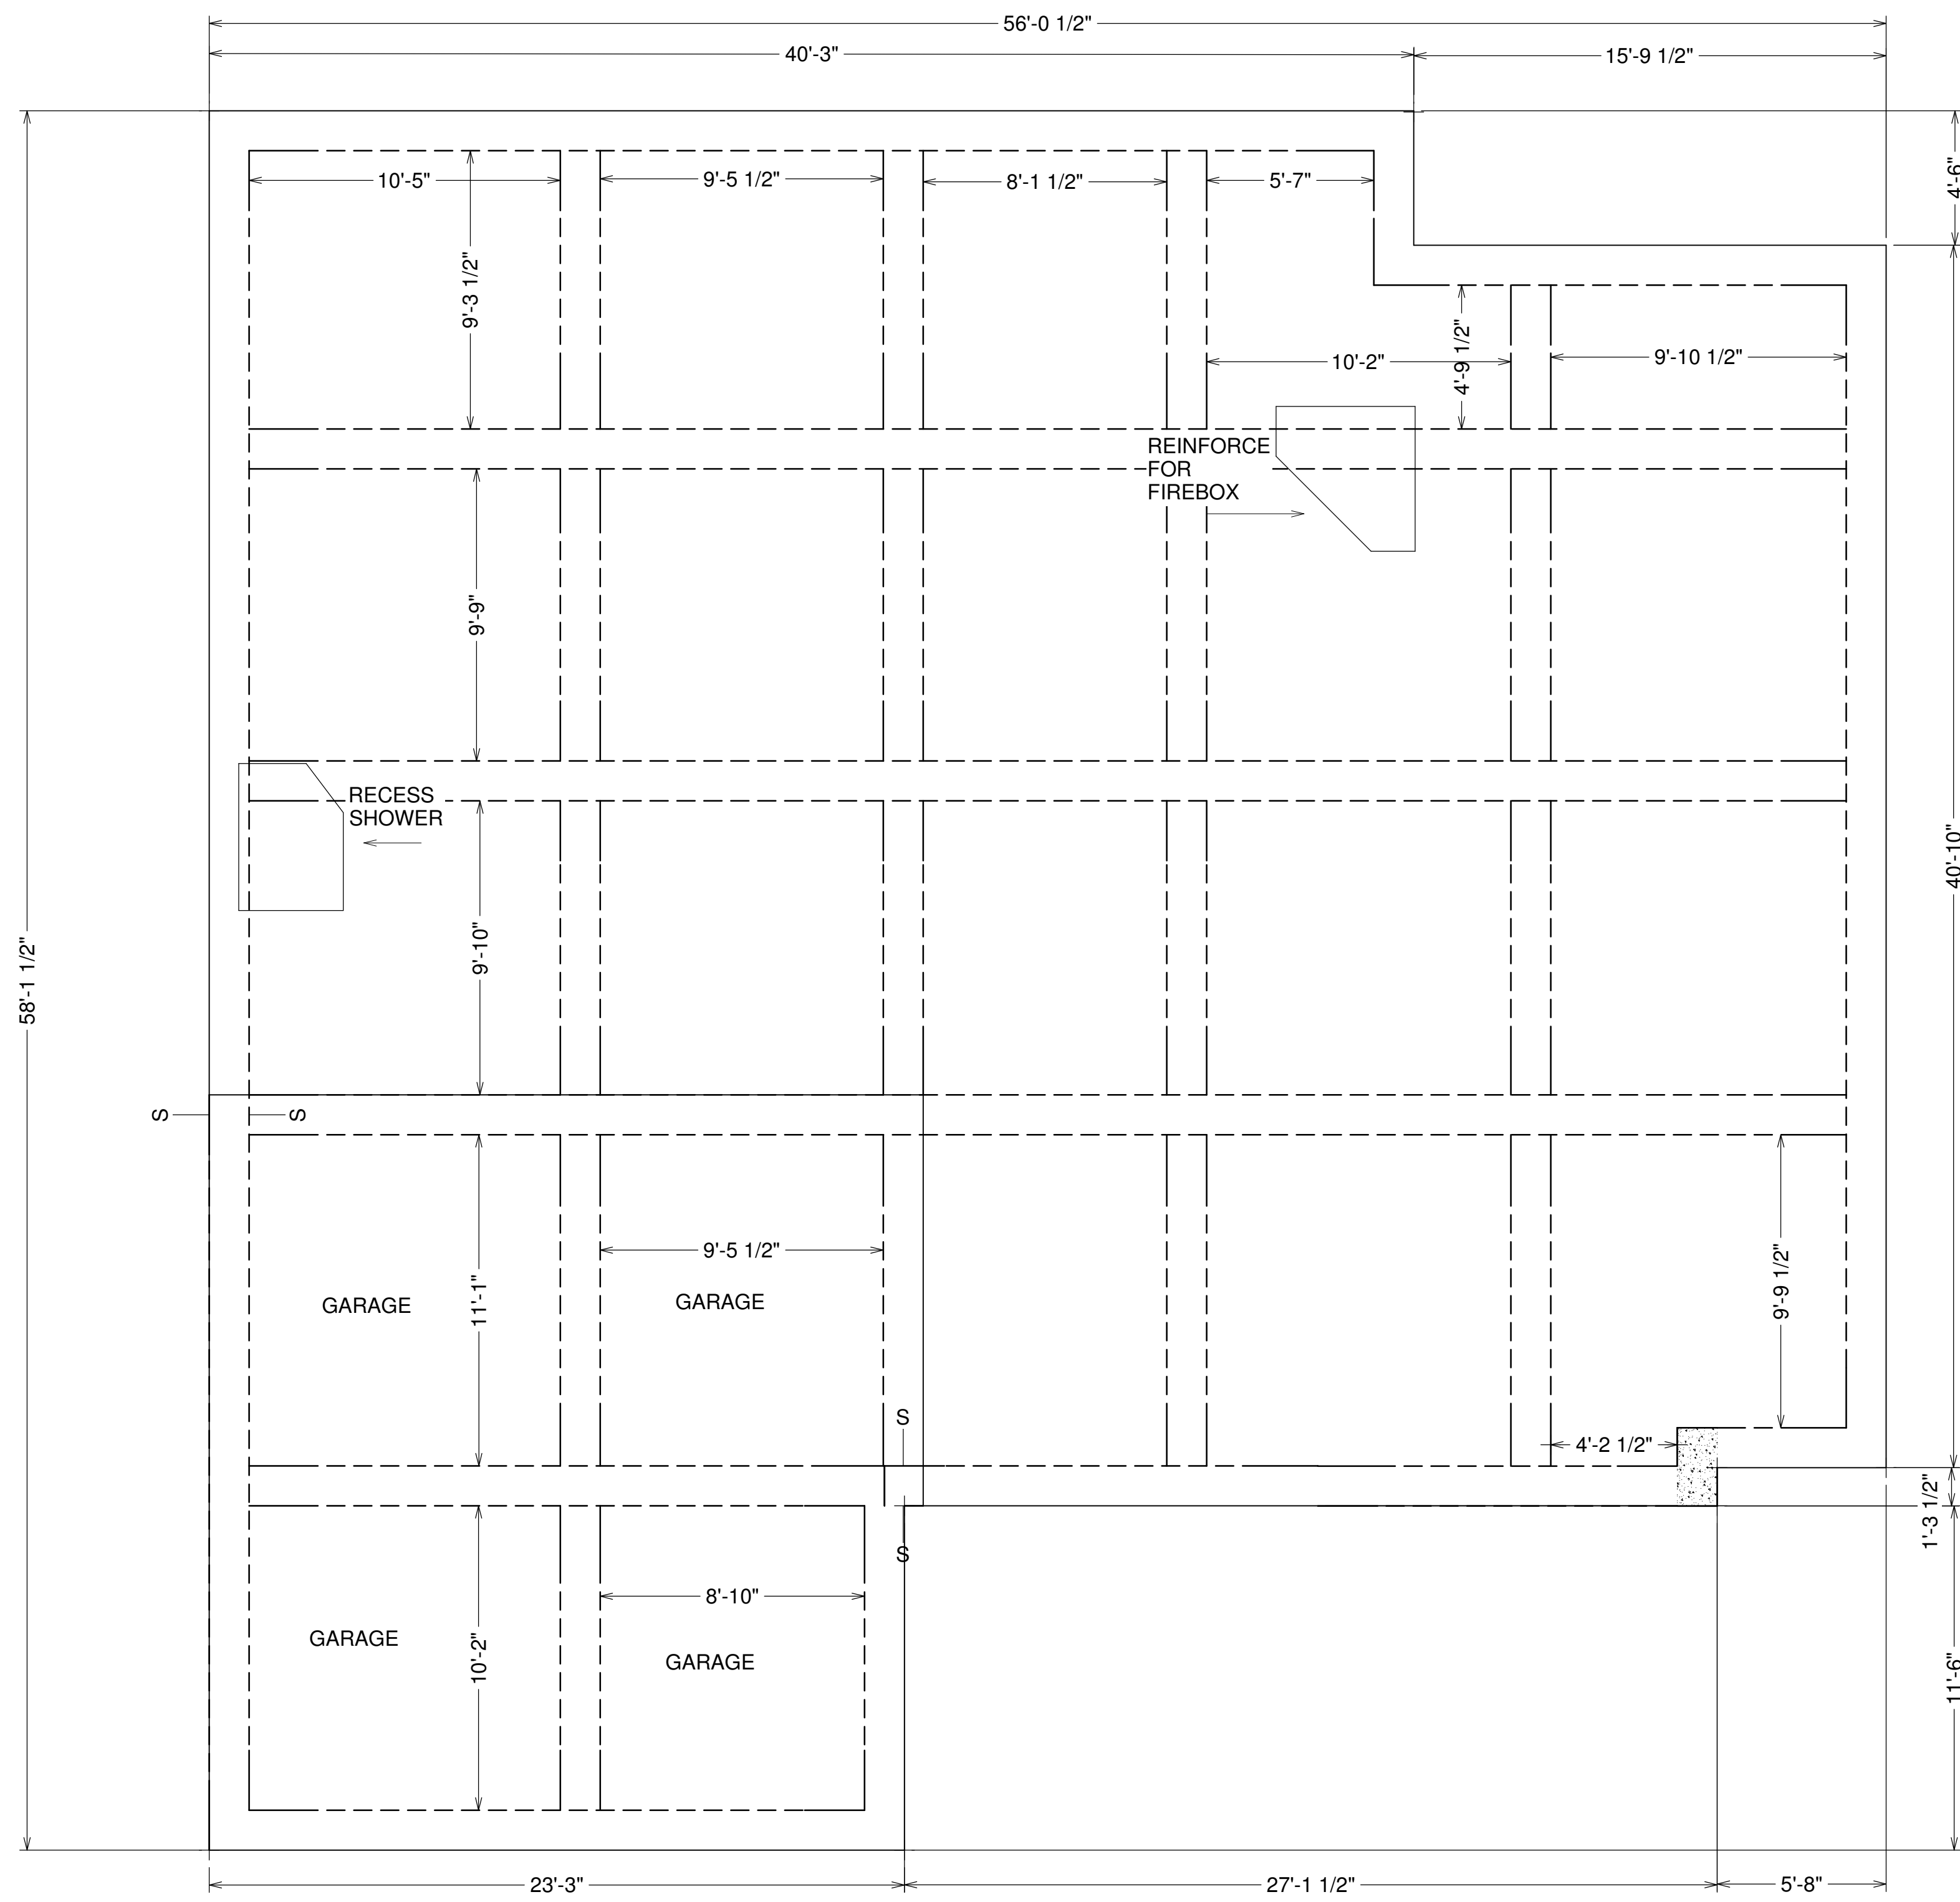 56'-0 1/2"
40'-3"
15'-9 1/2"
4'-6"
10'-5"
9'-5 1/2"
8'-1 1/2"
5'-7"
9'-3 1/2"
4'-9 1/2"
10'-2"
9'-10 1/2"
REINFORCE
FOR
FIREBOX
9'-9"
RECESS
SHOWER
40'-10"
9'-10"
58'-1 1/2"
S
S
9'-5 1/2"
11'-1"
GARAGE
GARAGE
9'-9 1/2"
S
4'-2 1/2"
1'-3 1/2"
S
8'-10"
GARAGE
10'-2"
GARAGE
11'-6"
23'-3"
27'-1 1/2"
5'-8"